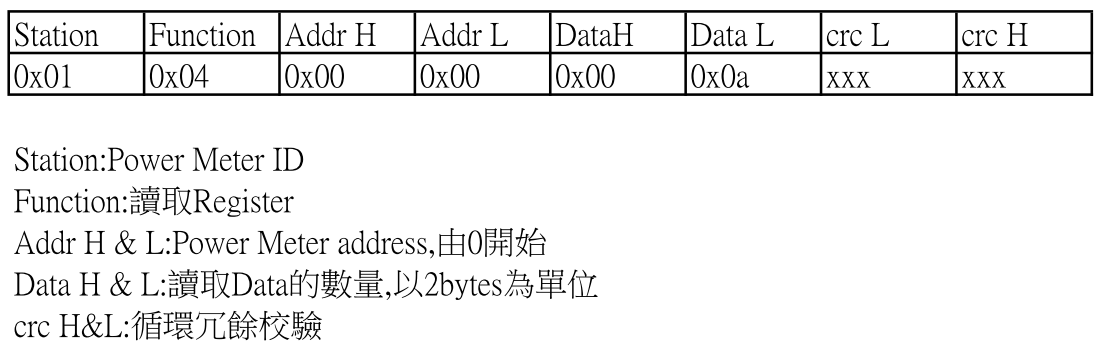 Station Function Addr H Addr L DataH Data L crc L crc H
0x01 0x04 0x00 0x00 0x00 0x0a xxx xxx
Station:Power Meter ID
Function:讀取Register
Addr H & L:Power Meter address,由0開始
Data H & L:讀取Data的數量,以2bytes為單位
crc H&L:循環冗餘校驗